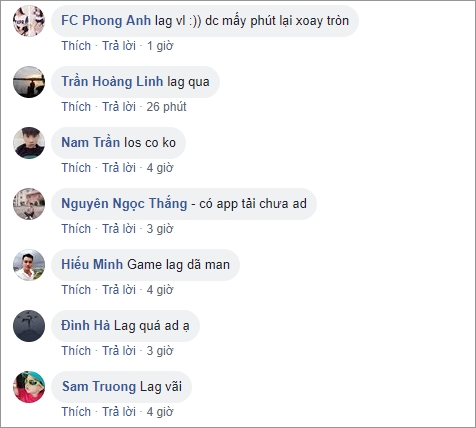 FC Phong Anh lag vl :)) dc mấy phút lại xoay tròn
Thích · Trả lời · 1 giờ
Trần Hoàng Linh lag qua
Thích · Trả lời · 26 phút
Nam Trần Ios co ko
Thích · Trả lời · 4 giờ
Nguyên Ngọc Thắng - có app tải chưa ad
Thích · Trả lời · 3 giờ
Hiếu Minh Game lag dã man
Thích · Trả lời · 4 giờ
Đình Hà Lag quá ad ạ
Thích · Trả lời · 3 giờ
Sam Truong Lag vãi
Thích · Trả lời · 4 giờ